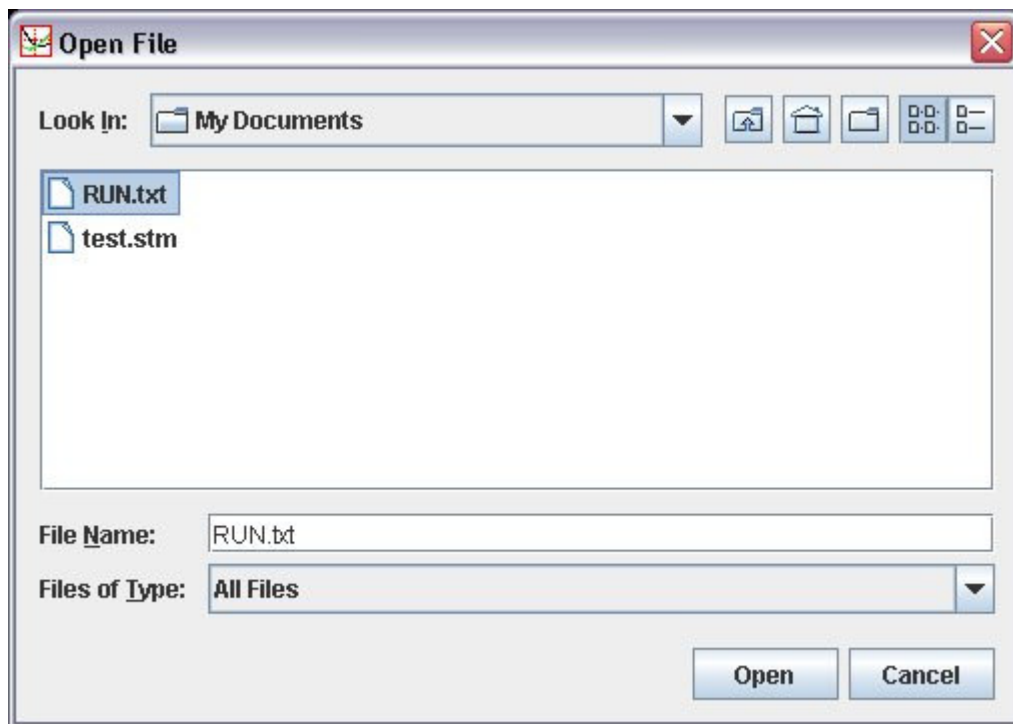 Open File
Look In: My Documents
RUN.txt
test.stm
File Name: RUN.txt
Files of Type: All Files
Open Cancel